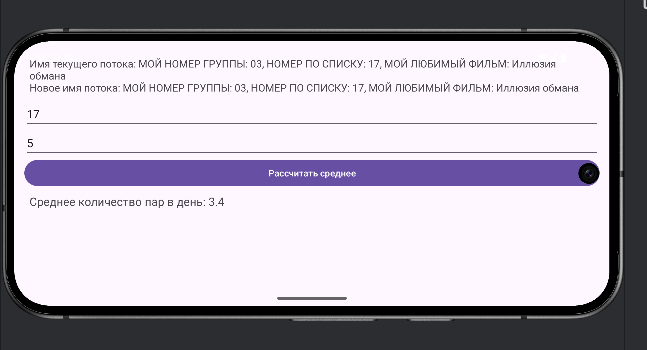 Имя текущего потока: МОЙ НОМЕР ГРУППЫ: 03, НОМЕР ПО СПИСКУ: 17, МОЙ ЛЮБИМЫЙ ФИЛЬМ: Иллюзия
обмана
Новое имя потока: МОЙ НОМЕР ГРУППЫ: 03, НОМЕР ПО СПИСКУ: 17, МОЙ ЛЮБИМЫЙ ФИЛЬМ: Иллюзия обмана
17
5
Рассчитать среднее
Среднее количество пар в день: 3.4